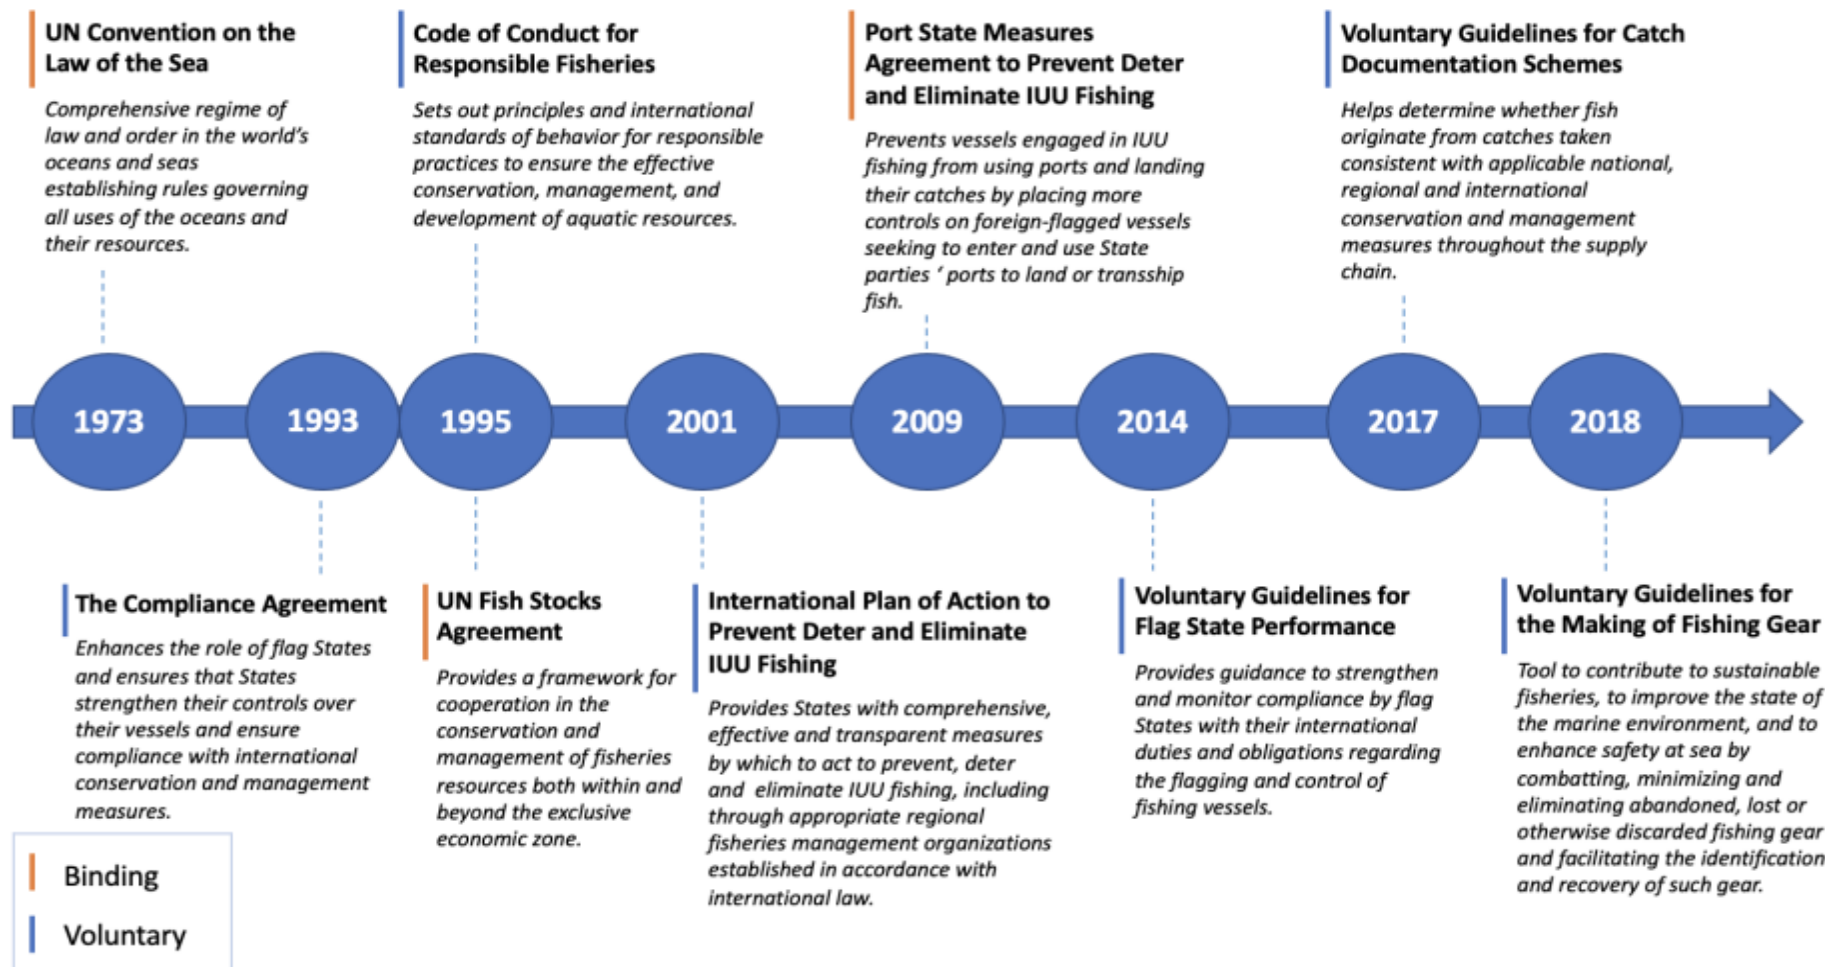 UN Convention on the
Law of the Sea
Comprehensive regime of
law and order in the world's
oceans and seas
establishing rules governing
all uses of the oceans and
their resources.
Code of Conduct for
Responsible Fisheries
Sets out principles and international
standards of behavior for responsible
practices to ensure the effective
conservation, management, and
development of aquatic resources.
Port State Measures
Agreement to Prevent Deter
and Eliminate IUU Fishing
Prevents vessels engaged in IUU
fishing from using ports and landing
their catches by placing more
controls on foreign-flagged vessels
seeking to enter and use State
parties ' ports to land or transship
fish.
Voluntary Guidelines for Catch
Documentation Schemes
Helps determine whether fish
originate from catches taken
consistent with applicable national,
regional and international
conservation and management
measures throughout the supply
chain.
1973
1993
1995
2001
2009
2014
2017
2018
The Compliance Agreement
Enhances the role of flag States
and ensures that States
strengthen their controls over
their vessels and ensure
compliance with international
conservation and management
measures.
UN Fish Stocks
Agreement
Provides a framework for
cooperation in the
conservation and
management of fisheries
resources both within and
beyond the exclusive
economic zone.
International Plan of Action to
Prevent Deter and Eliminate
IUU Fishing
Provides States with comprehensive,
effective and transparent measures
by which to act to prevent, deter
and eliminate IUU fishing, including
through appropriate regional
fisheries management organizations
established in accordance with
international law.
Voluntary Guidelines for
Flag State Performance
Provides guidance to strengthen
and monitor compliance by flag
States with their international
duties and obligations regarding
the flagging and control of
fishing vessels.
Voluntary Guidelines for
the Making of Fishing Gear
Tool to contribute to sustainable
fisheries, to improve the state of
the marine environment, and to
enhance safety at sea by
combatting, minimizing and
eliminating abandoned, lost or
otherwise discarded fishing gear
and facilitating the identification
and recovery of such gear.
Binding
Voluntary